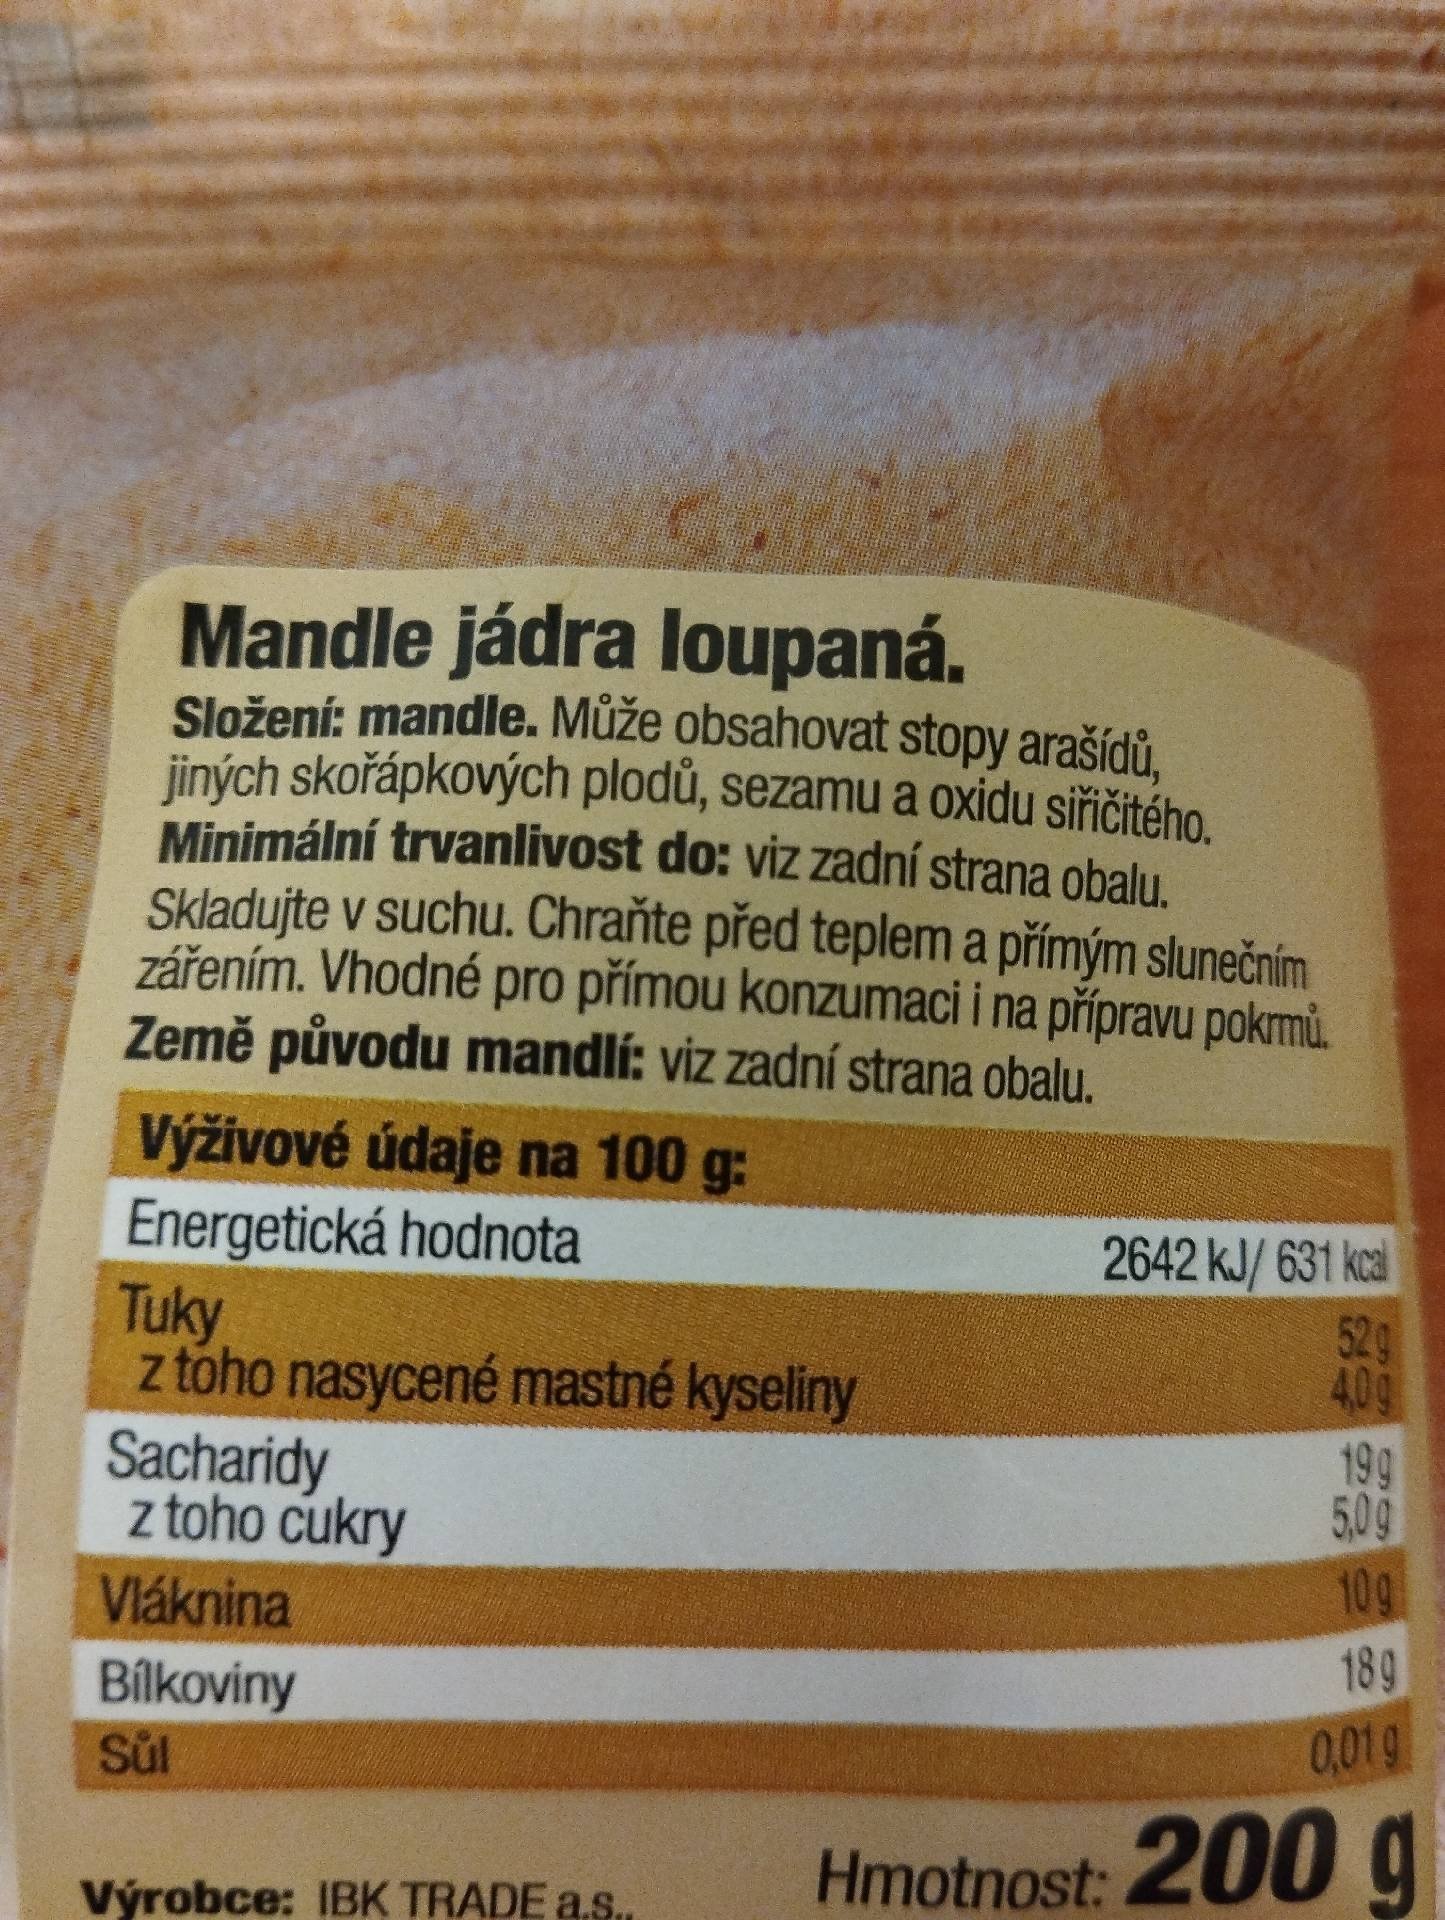 Mandle jádra loupaná.
Složení: mandle. Může obsahovat stopy arašídů,
jiných skořápkových plodů, sezamu a oxidu siřičitého.
Minimální trvanlivost do: viz zadní strana obalu.
Skladujte v suchu. Chraňte před teplem a přímým slunečním
zářením. Vhodné pro přímou konzumaci i na přípravu pokrmů.
Země původu mandlí: viz zadní strana obalu.
Výživové údaje na 100 g:
Energetická hodnota 2642 kJ/ 631 kcal
Tuky 52 g
z toho nasycené mastné kyseliny 4,0 g
Sacharidy 19 g
z toho cukry 5,0 g
Vláknina 10 g
Bílkoviny 18 g
Sůl 0,01 g
Hmotnost: 200 g
Výrobce: IBK TRADE a.s.,